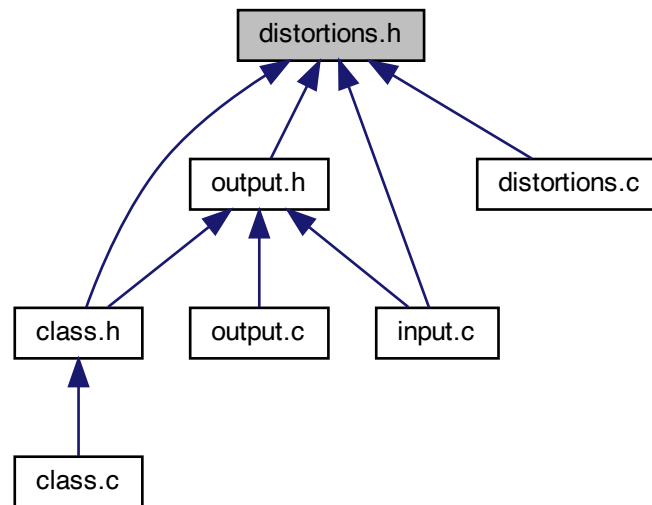 distortions.h
output.h
distortions.c
class.h
output.c
input.c
class.c